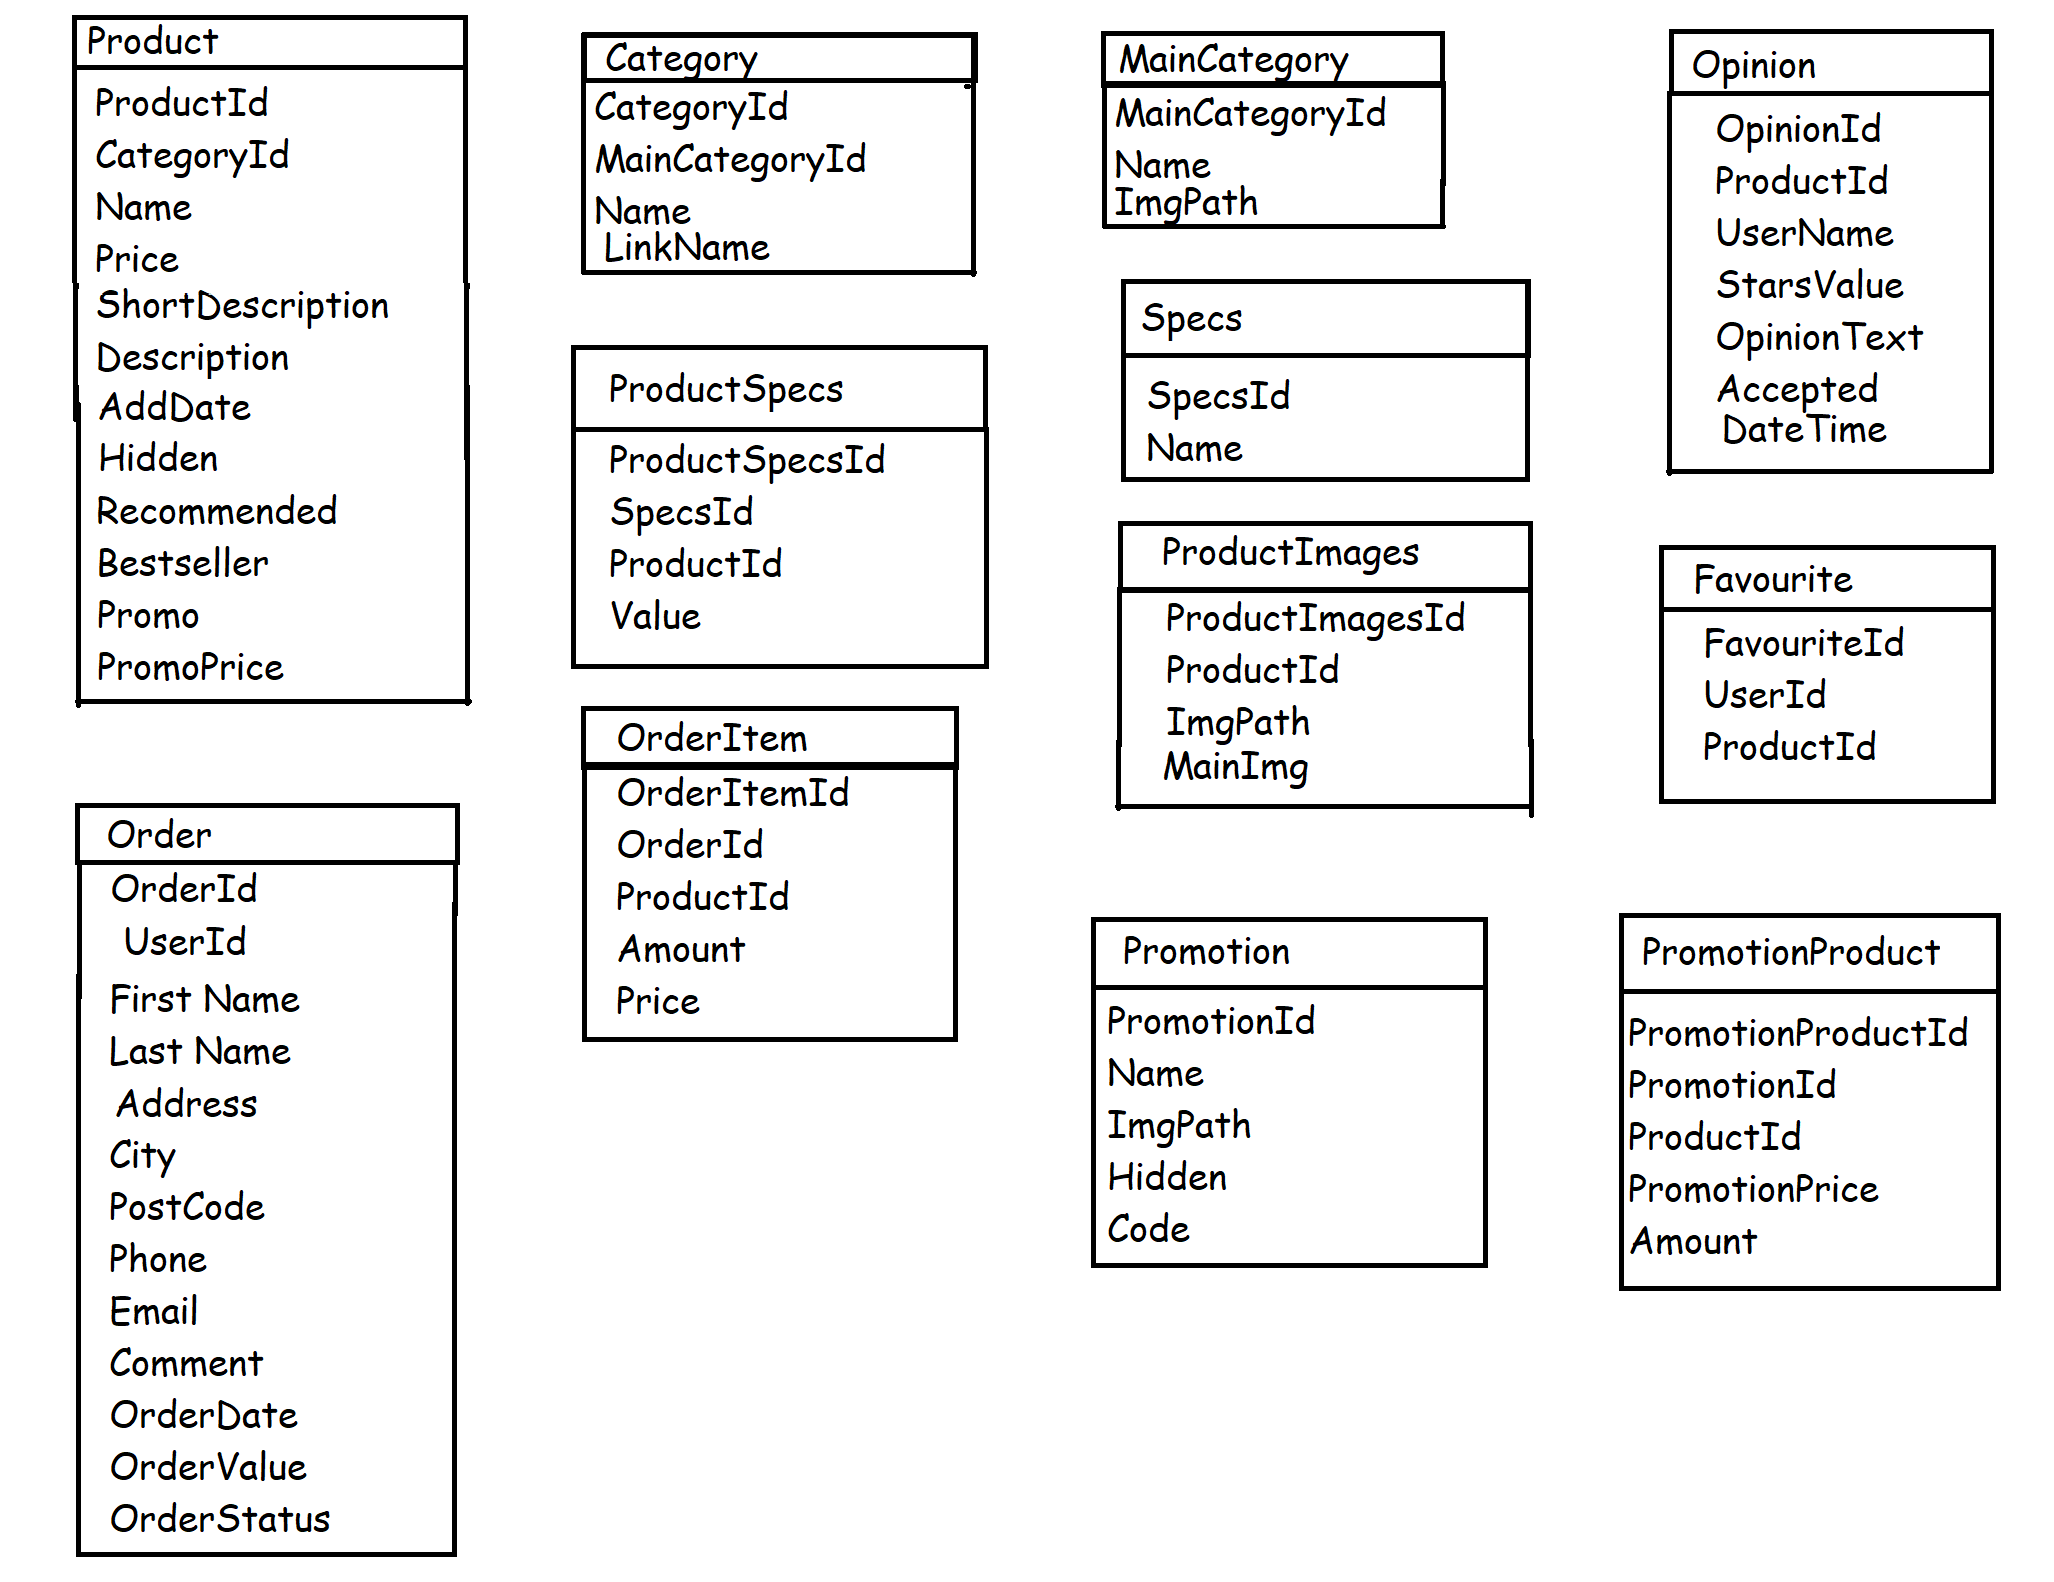 Product
ProductId
CategoryId
Name
Price
ShortDescription
Description
AddDate
Hidden
Recommended
Bestseller
Promo
PromoPrice
Category
CategoryId
MainCategoryId
Name
LinkName
MainCategory
MainCategoryId
Name
ImgPath
Opinion
OpinionId
ProductId
UserName
StarsValue
OpinionText
Accepted
DateTime
ProductSpecs
ProductSpecsId
SpecsId
ProductId
Value
Specs
SpecsId
Name
ProductImages
ProductImagesId
ProductId
ImgPath
MainImg
Favourite
FavouriteId
UserId
ProductId
Order
OrderId
UserId
First Name
Last Name
Address
City
PostCode
Phone
Email
Comment
OrderDate
OrderValue
OrderStatus
OrderItem
OrderItemId
OrderId
ProductId
Amount
Price
Promotion
PromotionId
Name
ImgPath
Hidden
Code
PromotionProduct
PromotionProductId
PromotionId
ProductId
PromotionPrice
Amount